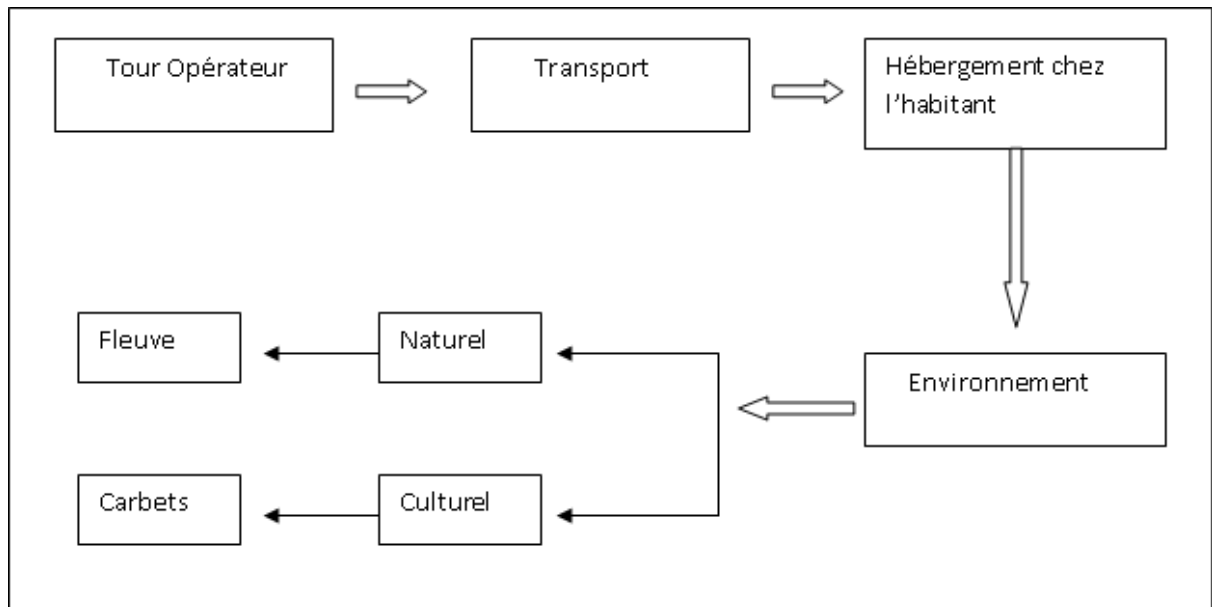 Tour Opérateur
Transport
Hébergement chez
l'habitant
Fleuve
Naturel
Environnement
Carbets
Culturel